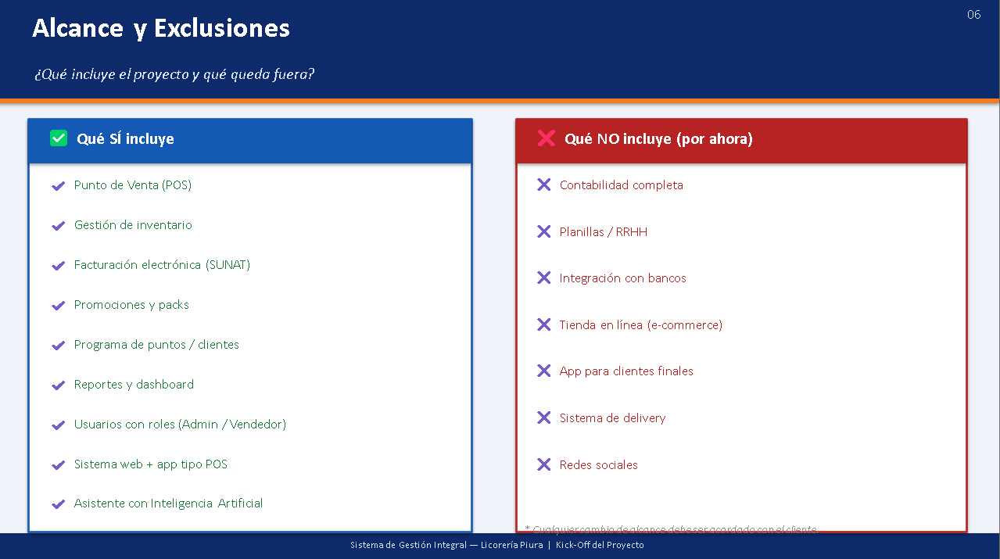 Alcance y Exclusiones
06
¿Qué incluye el proyecto y qué queda fuera?
Qué SÍ incluye
Punto de Venta (POS)
Gestión de inventario
Facturación electrónica (SUNAT)
Promociones y packs
Programa de puntos / clientes
Reportes y dashboard
Usuarios con roles (Admin / Vendedor)
Sistema web + app tipo POS
Asistente con Inteligencia Artificial
Qué NO incluye (por ahora)
Contabilidad completa
Planillas / RRHH
Integración con bancos
Tienda en línea (e-commerce)
App para clientes finales
Sistema de delivery
Redes sociales
* Cualquier cambio de alcance debe ser acordado con el cliente.
Sistema de Gestión Integral — Licorería Piura | Kick-Off del Proyecto